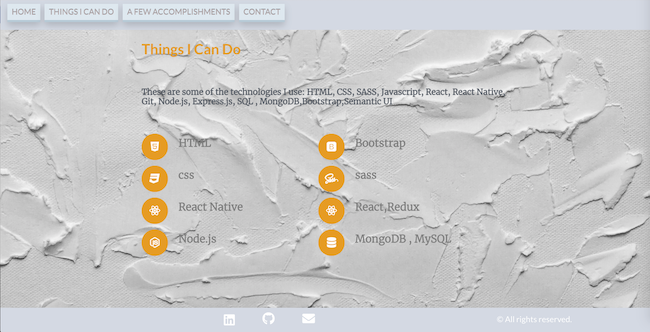 HOME THINGS I CAN DO A FEW ACCOMPLISHMENTS CONTACT
Things I Can Do
These are some of the technologies I use: HTML, CSS, SASS, Javascript, React, React Native,
Git, Node.js, Express.js, SQL , MongoDB,Bootstrap,Semantic UI
HTML Bootstrap
css sass
React Native React,Redux
Node.js MongoDB , MySQL
© All rights reserved.